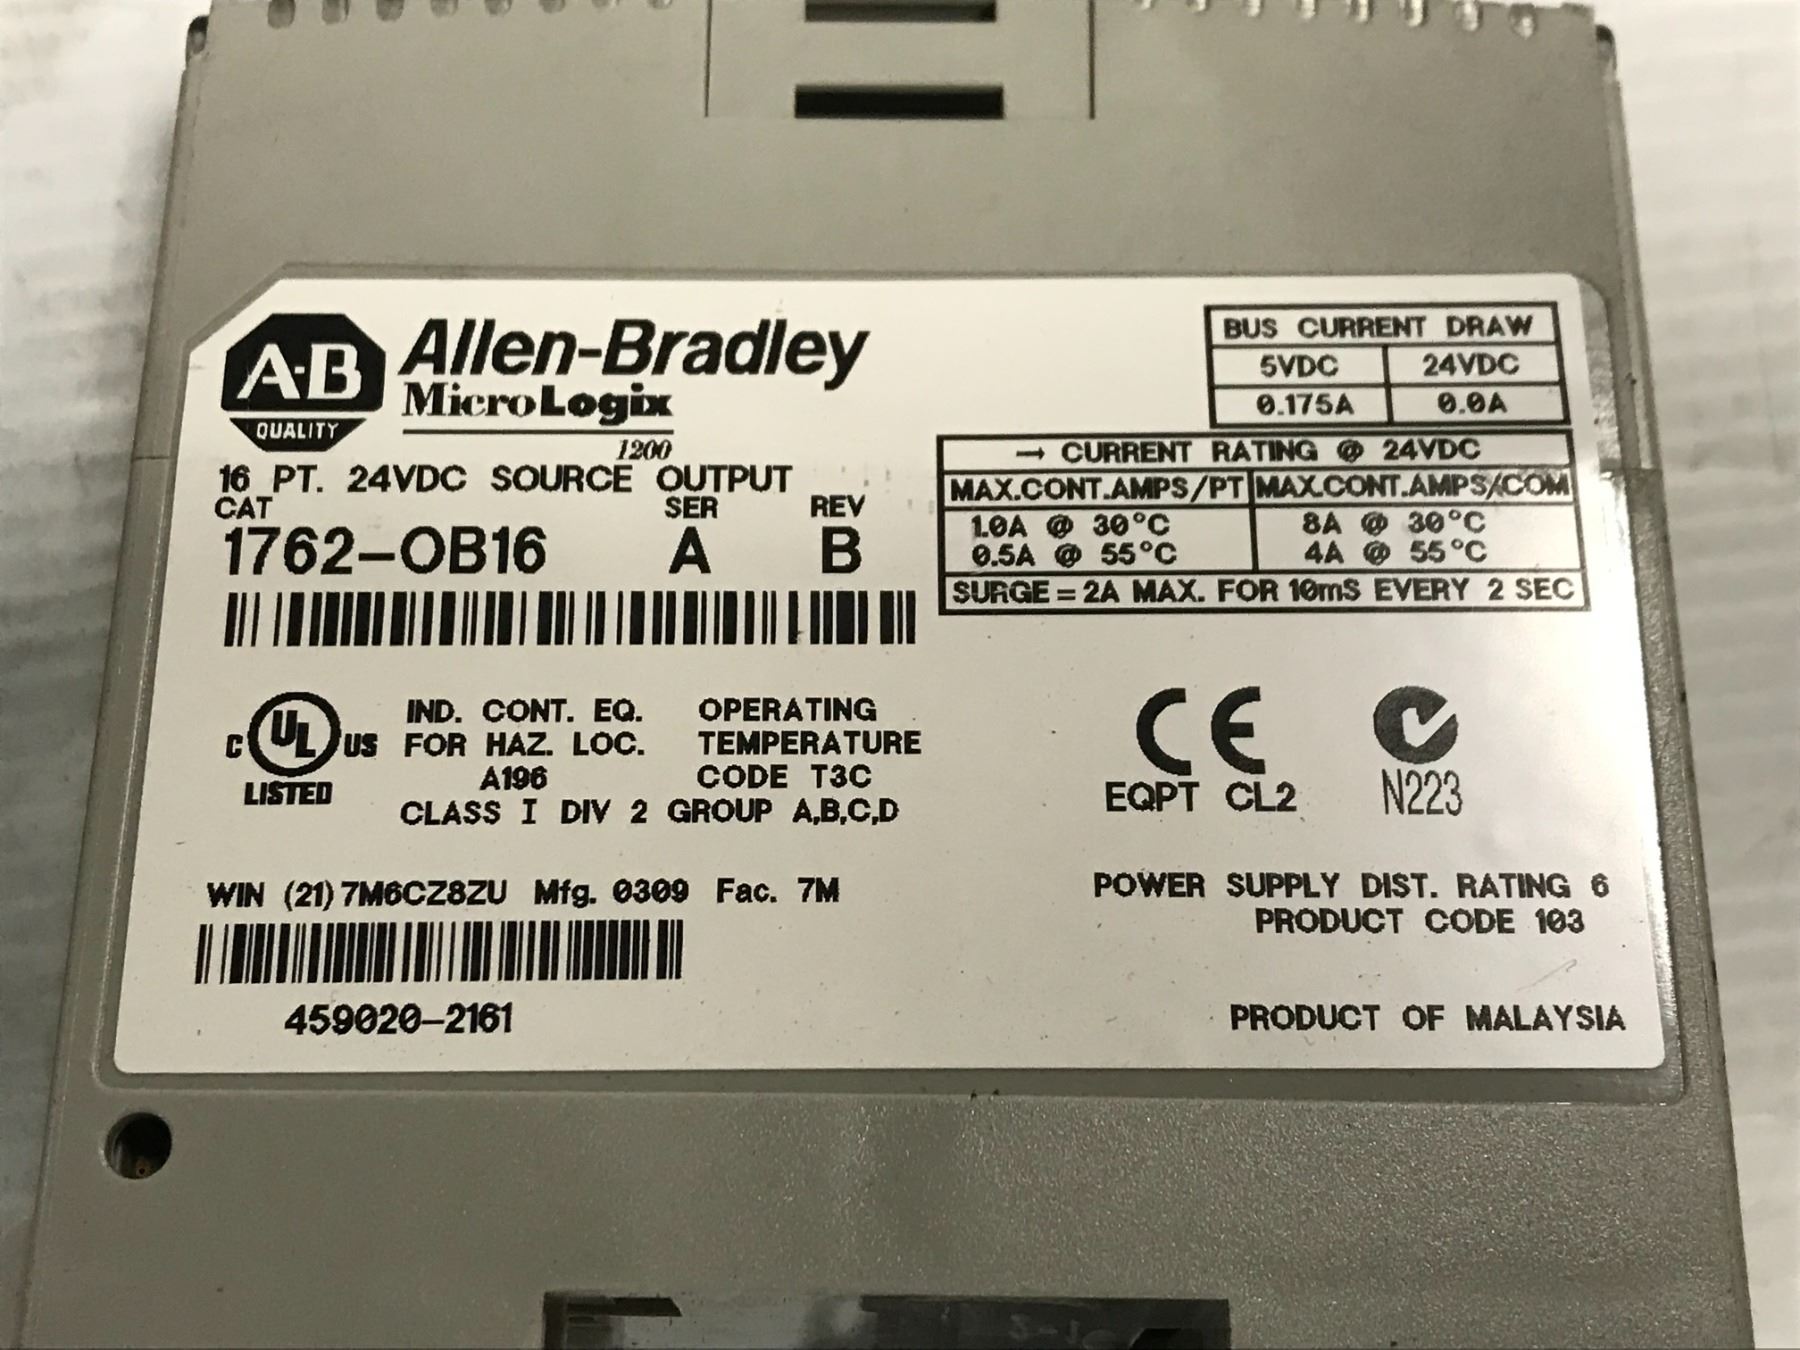 A-B
QUALITY
Allen-Bradley
MicroLogix
1200
16 PT. 24VDC SOURCE OUTPUT
CAT SER REV
1762-OB16 A B
BUS CURRENT DRAW
5VDC 24VDC
0.175A 0.0A
→ CURRENT RATING @ 24VDC
MAX.CONT.AMPS/PT MAX.CONT.AMPS/COM
1.0A @ 30°C 8A @ 30°C
0.5A @ 55°C 4A @ 55°C
SURGE = 2A MAX. FOR 10mS EVERY 2 SEC
C UL US
LISTED
IND. CONT. EQ.
FOR HAZ. LOC.
A196
OPERATING
TEMPERATURE
CODE T3C
CLASS I DIV 2 GROUP A,B,C,D
CE
EQPT CL2
N223
WIN (21) 7M6CZ8ZU Mfg. 0309 Fac. 7M
459020-2161
POWER SUPPLY DIST. RATING 6
PRODUCT CODE 103
PRODUCT OF MALAYSIA